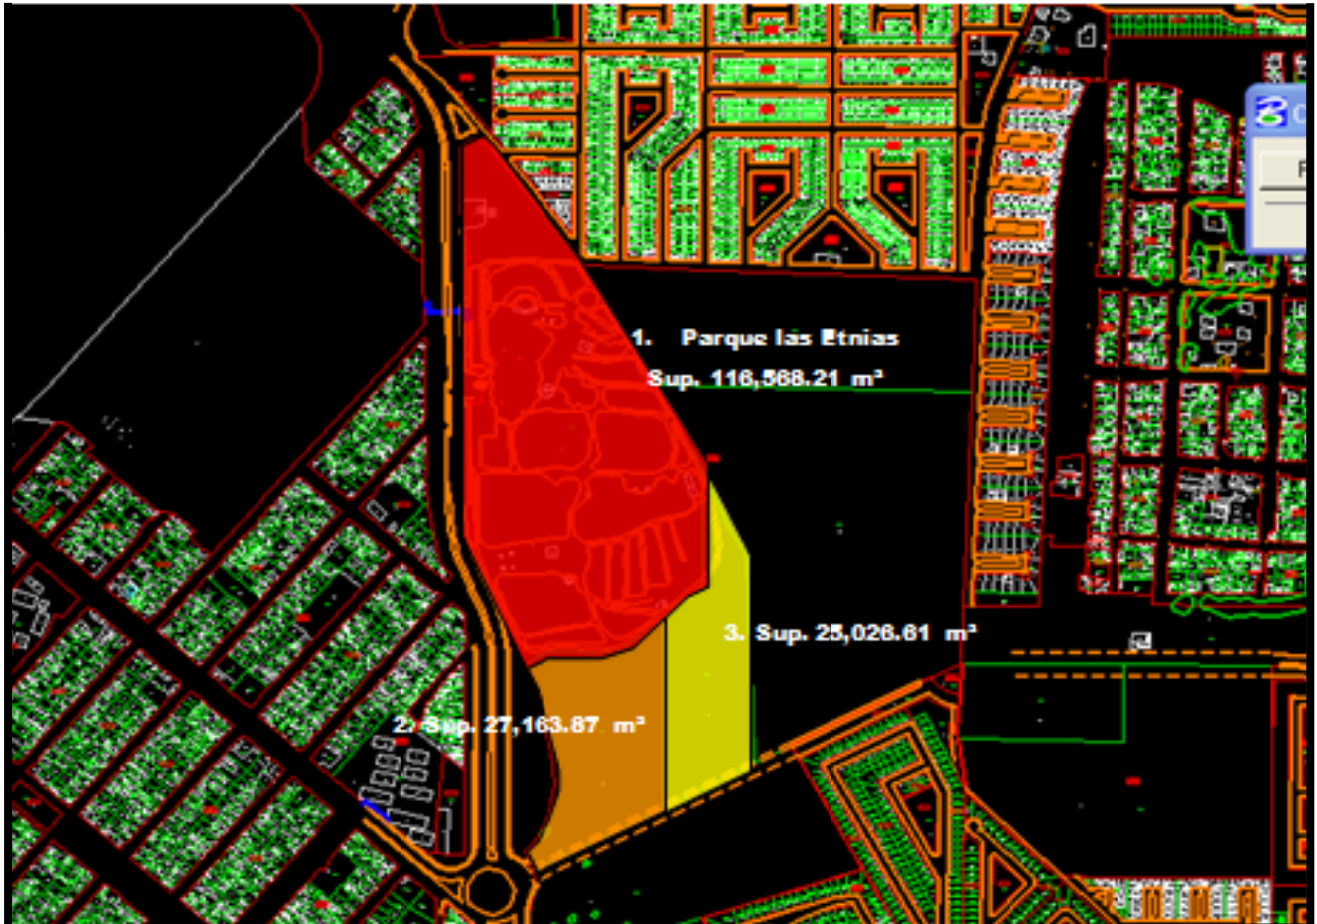 1. Parque las Etnias
Sup. 116,568.21 m²
3. Sup. 25,026.61 m²
2. Sup. 27,163.87 m²